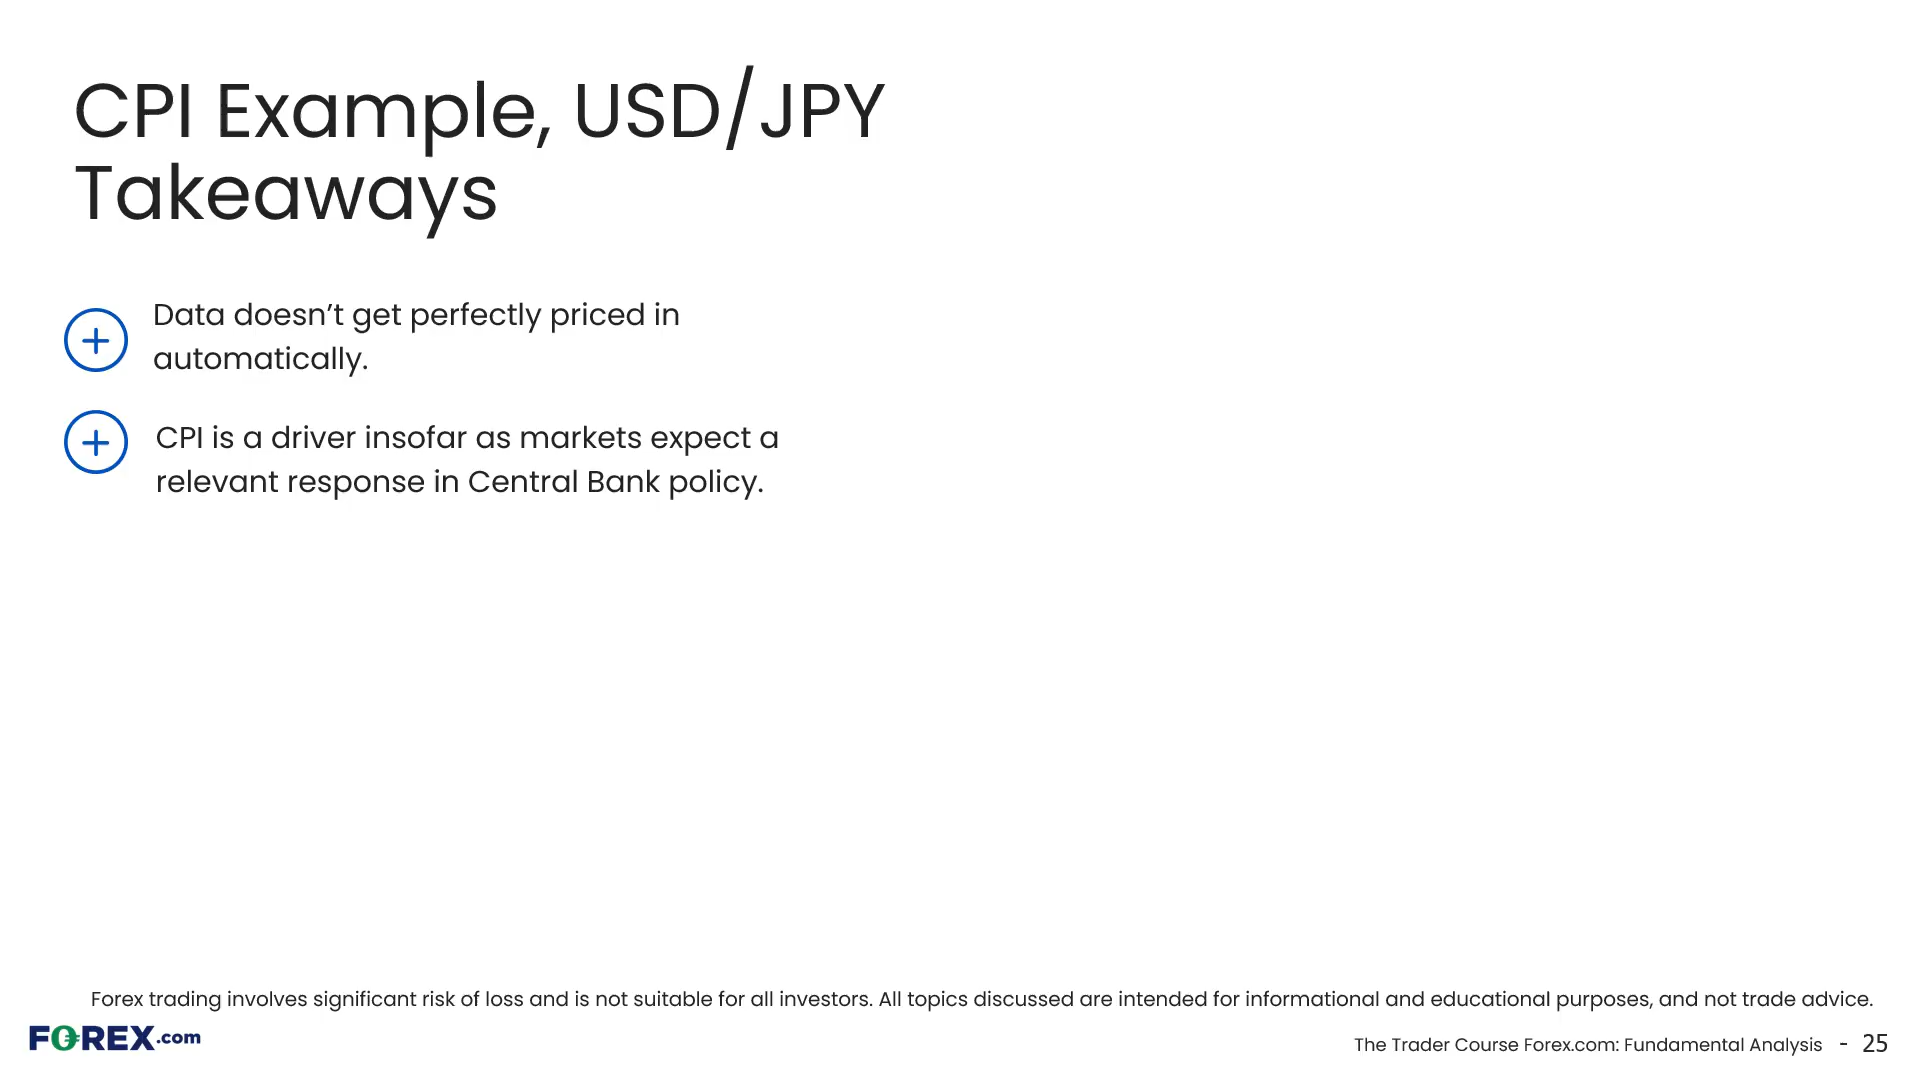 CPI Example, USD/JPY
Takeaways
Data doesn’t get perfectly priced in
automatically.
CPI is a driver insofar as markets expect a
relevant response in Central Bank policy.
Forex trading involves significant risk of loss and is not suitable for all investors. All topics discussed are intended for informational and educational purposes, and not trade advice.
FOREX.com
The Trader Course Forex.com: Fundamental Analysis - 25